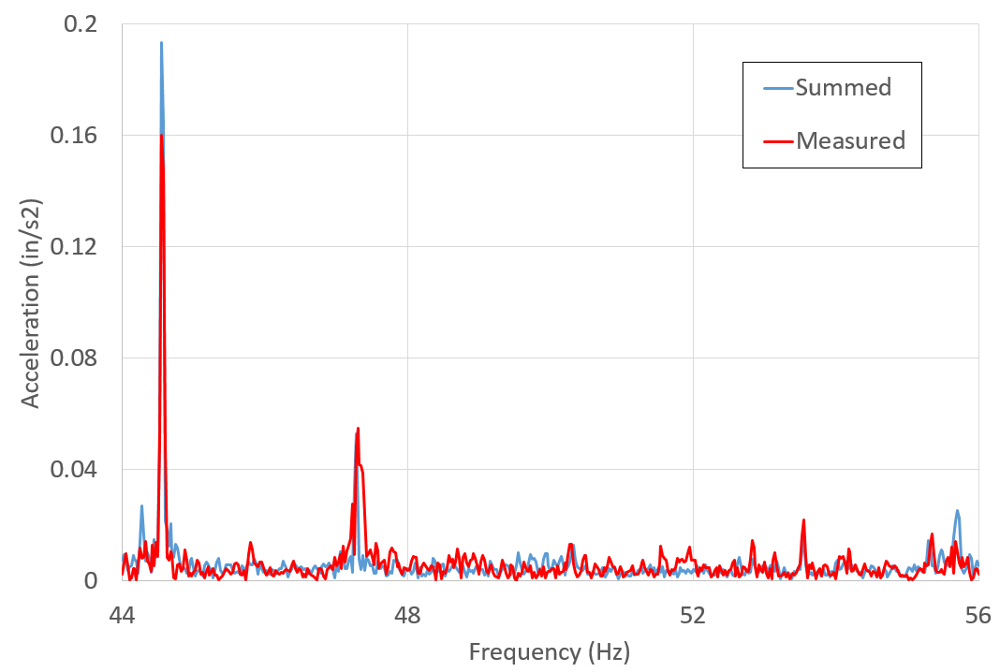 0.2
0.16
0.12
0.08
0.04
0
Acceleration (in/s2)
44
48
52
56
Frequency (Hz)
Summed
Measured